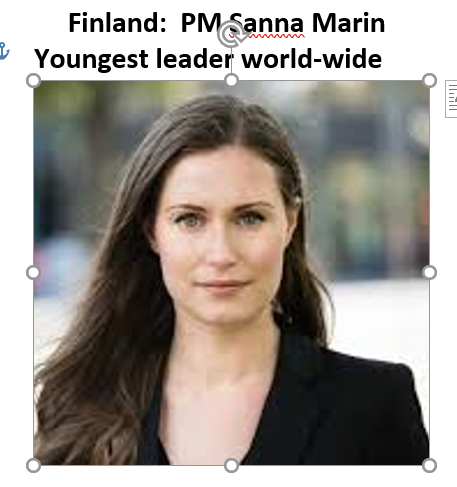 Finland:  PM Sanna Marin
Youngest leader world-wide